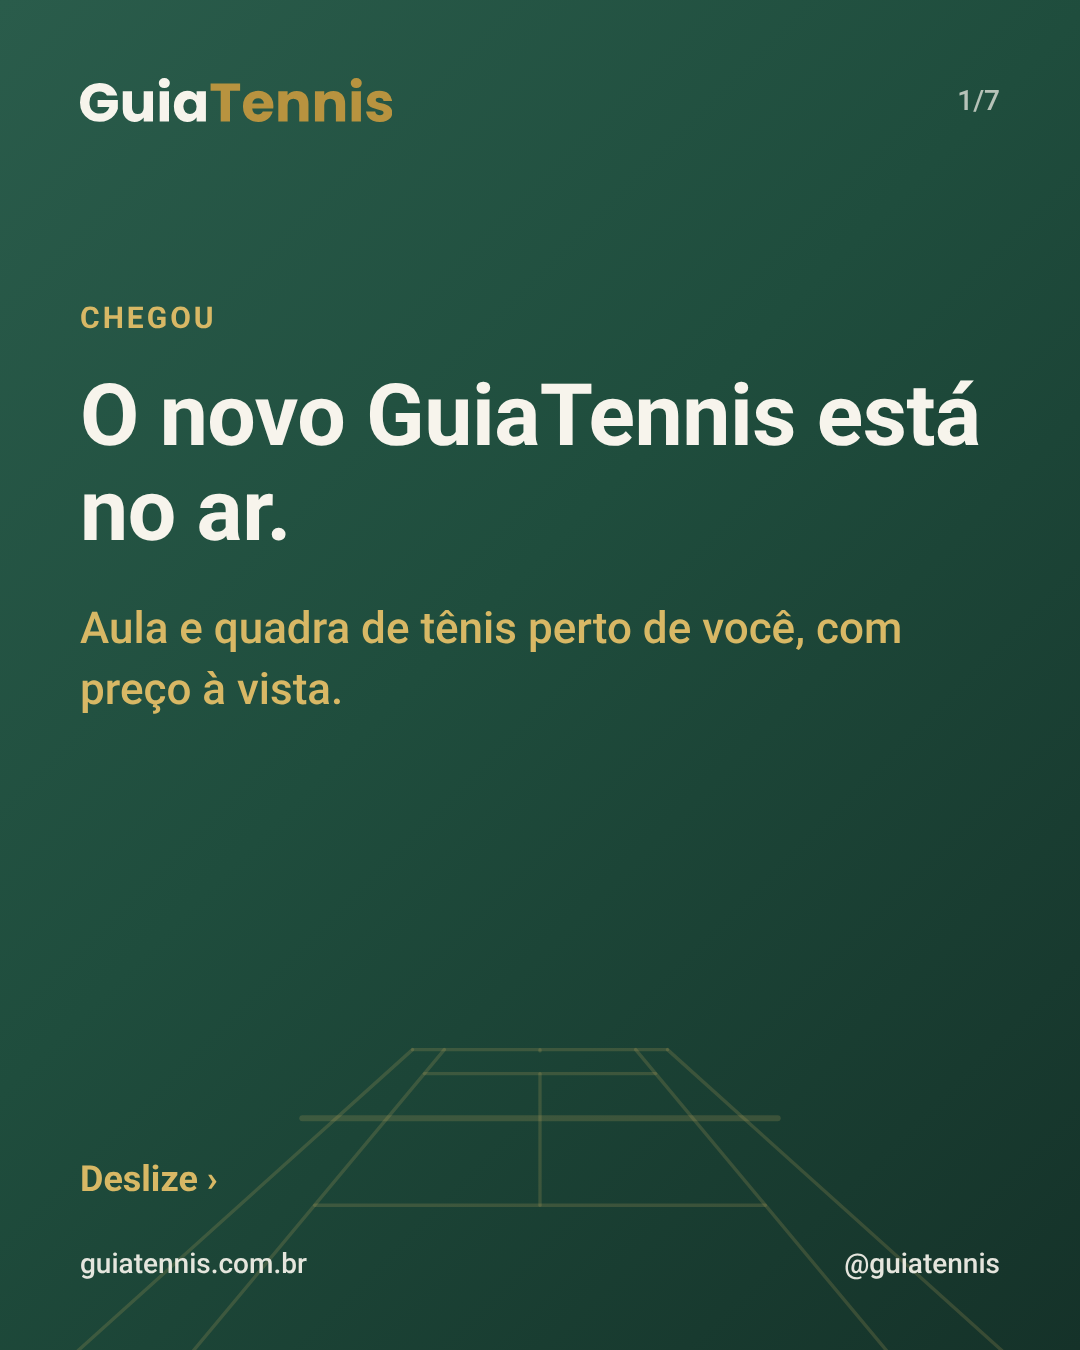 GuiaTennis
1/7
CHEGOU
O novo GuiaTennis está
no ar.
Aula e quadra de tênis perto de você, com
preço à vista.
Deslize ›
guiatennis.com.br
@guiatennis